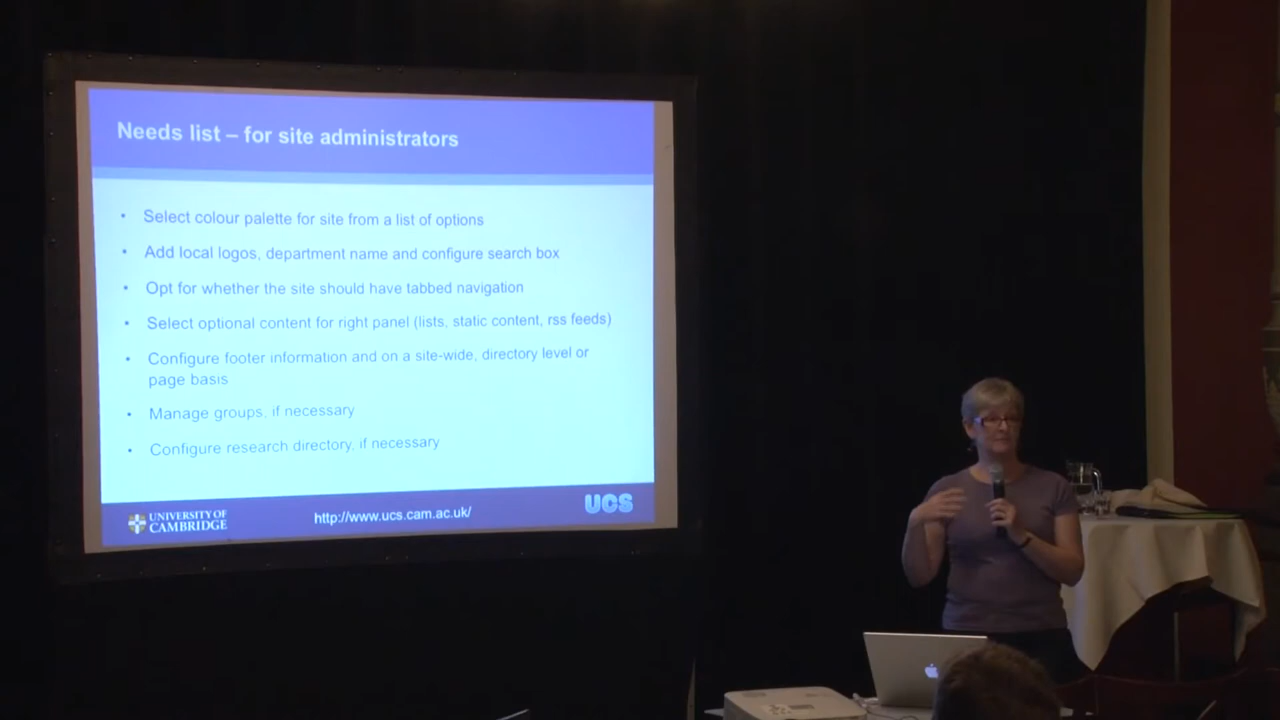 Needs list – for site administrators
• Select colour palette for site from a list of options
• Add local logos, department name and configure search box
• Opt for whether the site should have tabbed navigation
• Select optional content for right panel (lists, static content, rss feeds)
• Configure footer information and on a site-wide, directory level or
page basis
• Manage groups, if necessary
• Configure research directory, if necessary
UNIVERSITY OF
CAMBRIDGE
http://www.ucs.cam.ac.uk/
UCS